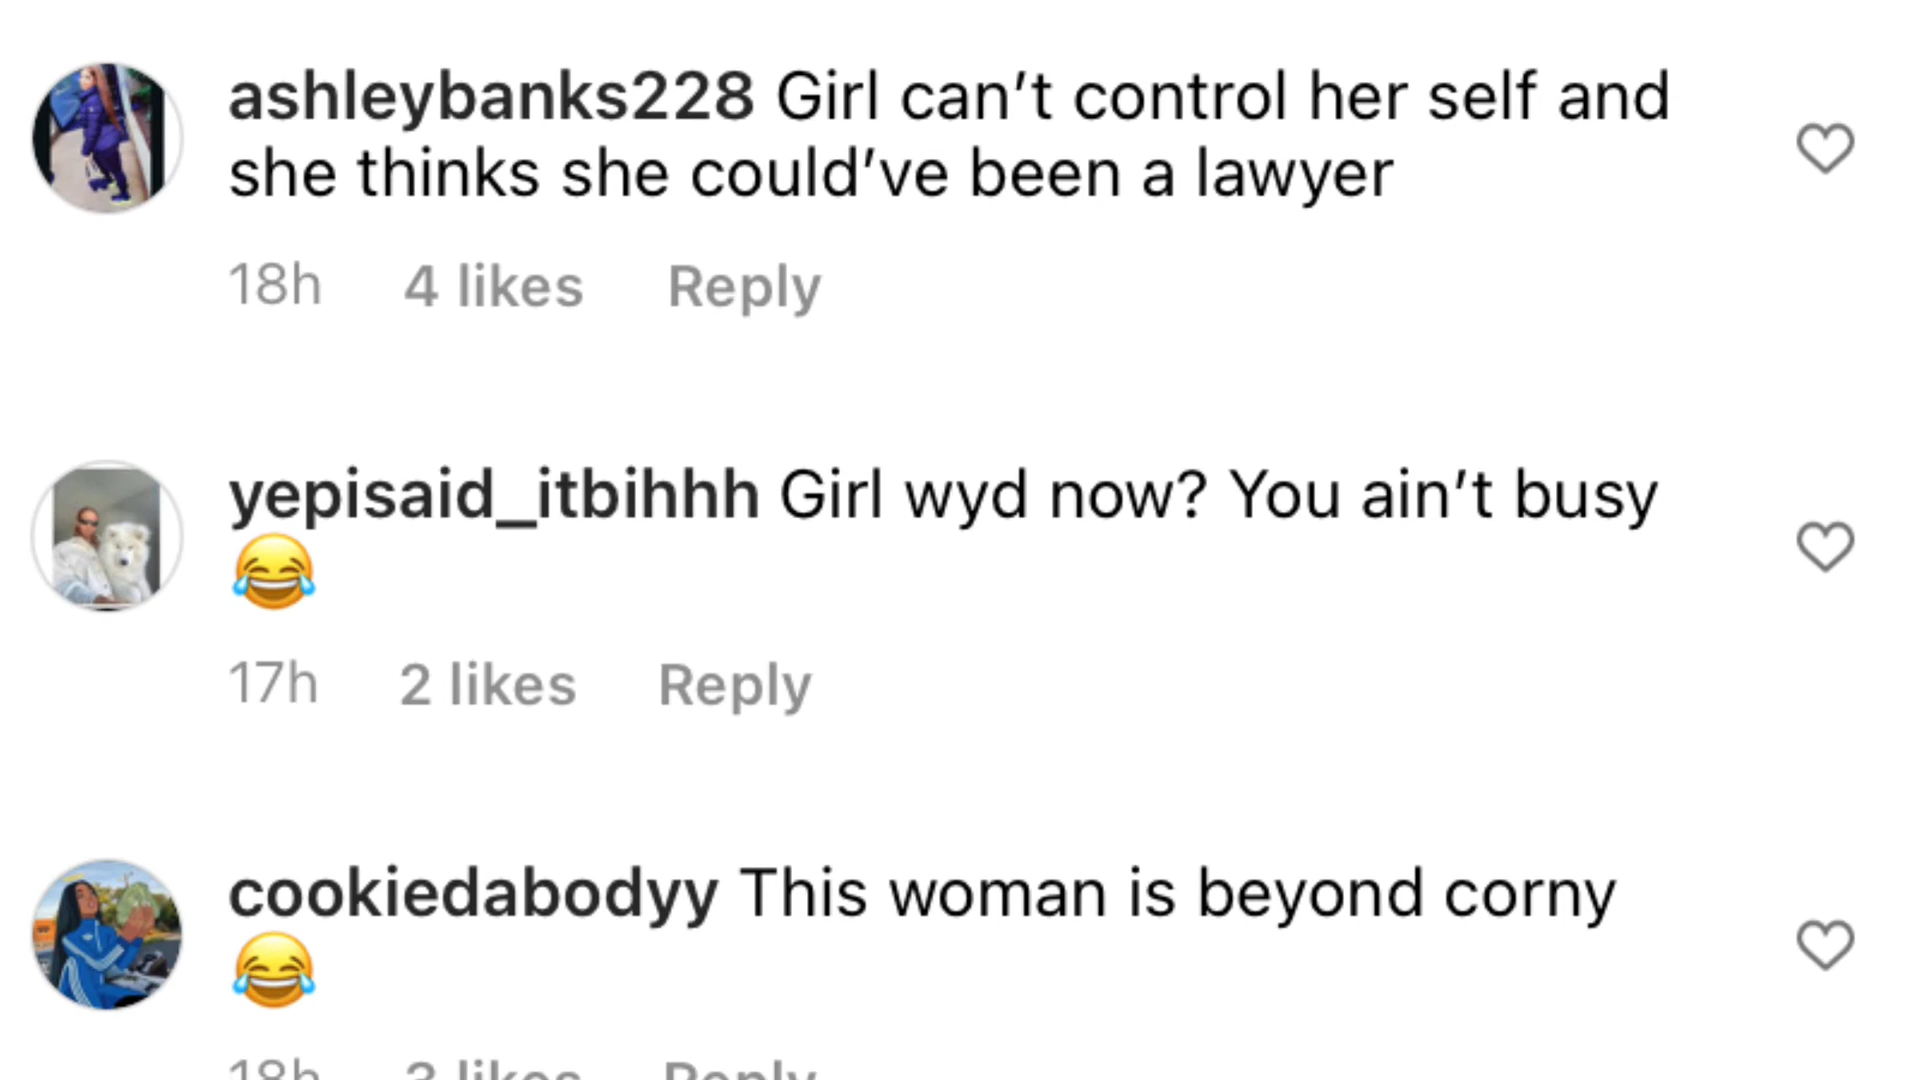 ashleybanks228 Girl can’t control her self and
she thinks she could’ve been a lawyer
18h 4 likes Reply
yepisaid_itbihhh Girl wyd now? You ain’t busy
😂
17h 2 likes Reply
cookiedabodyy This woman is beyond corny
😂
18h 3 likes Reply